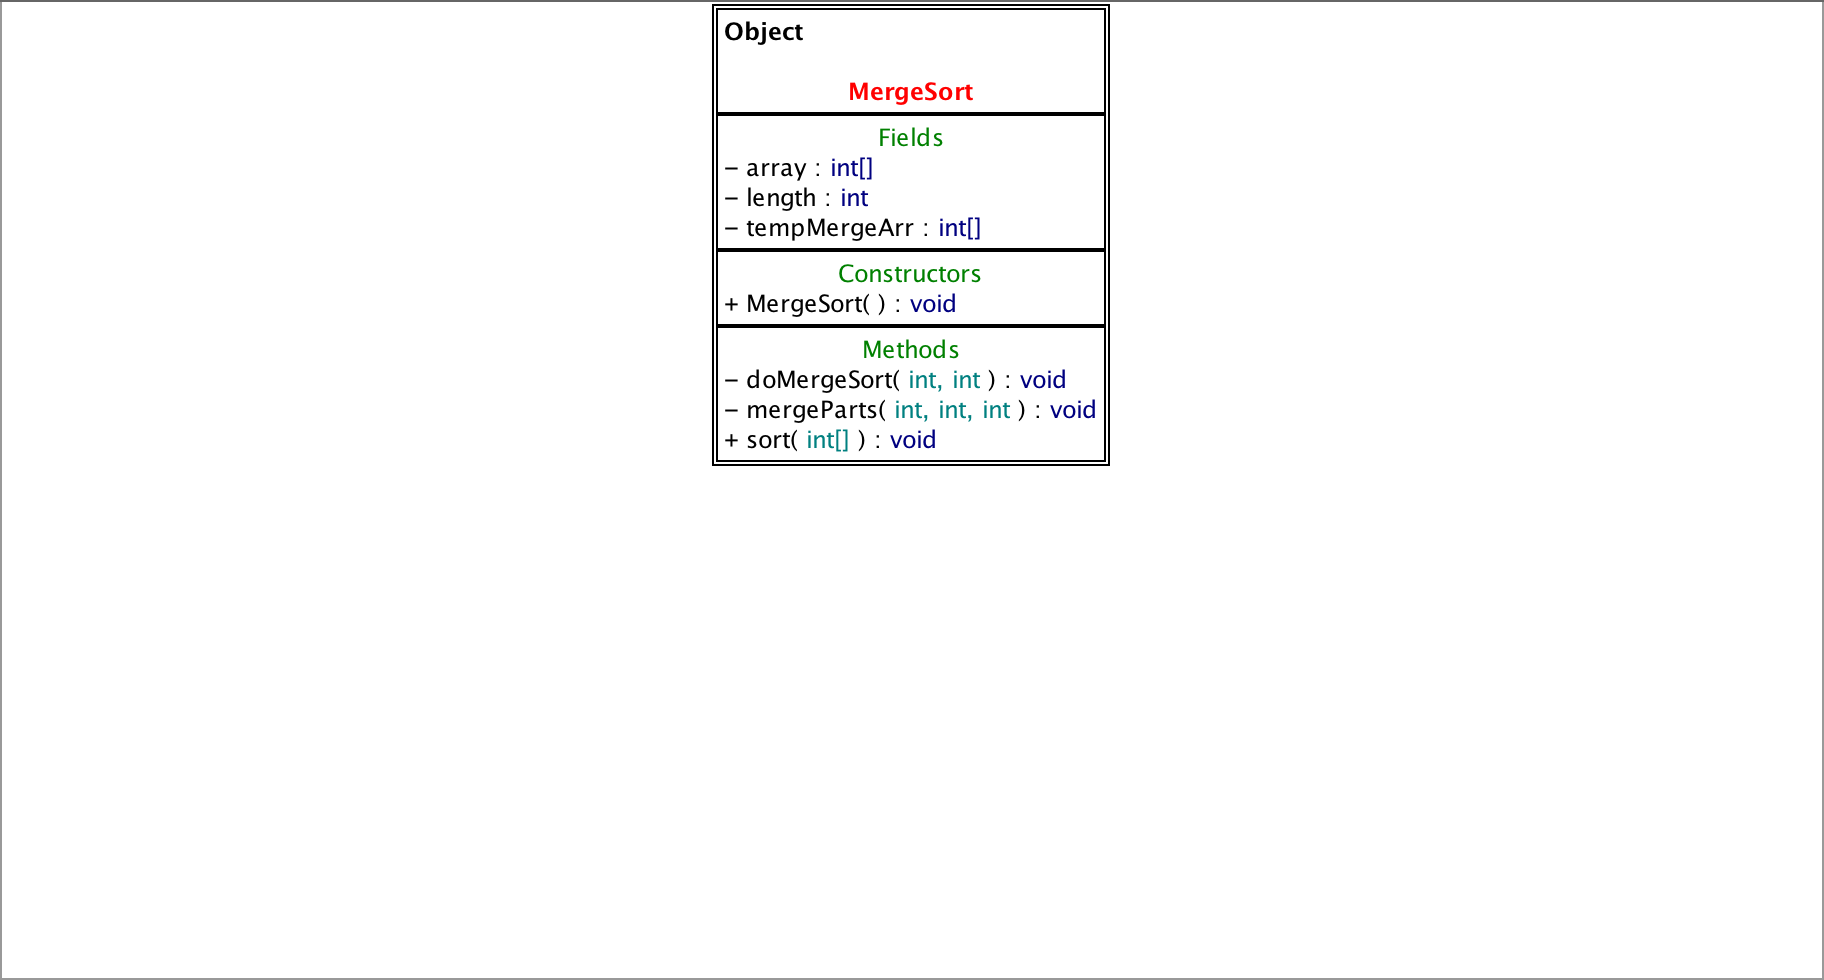 Object
MergeSort
Fields
– array : int[]
– length : int
– tempMergeArr : int[]
Constructors
+ MergeSort( ) : void
Methods
– doMergeSort( int, int ) : void
– mergeParts( int, int, int ) : void
+ sort( int[] ) : void